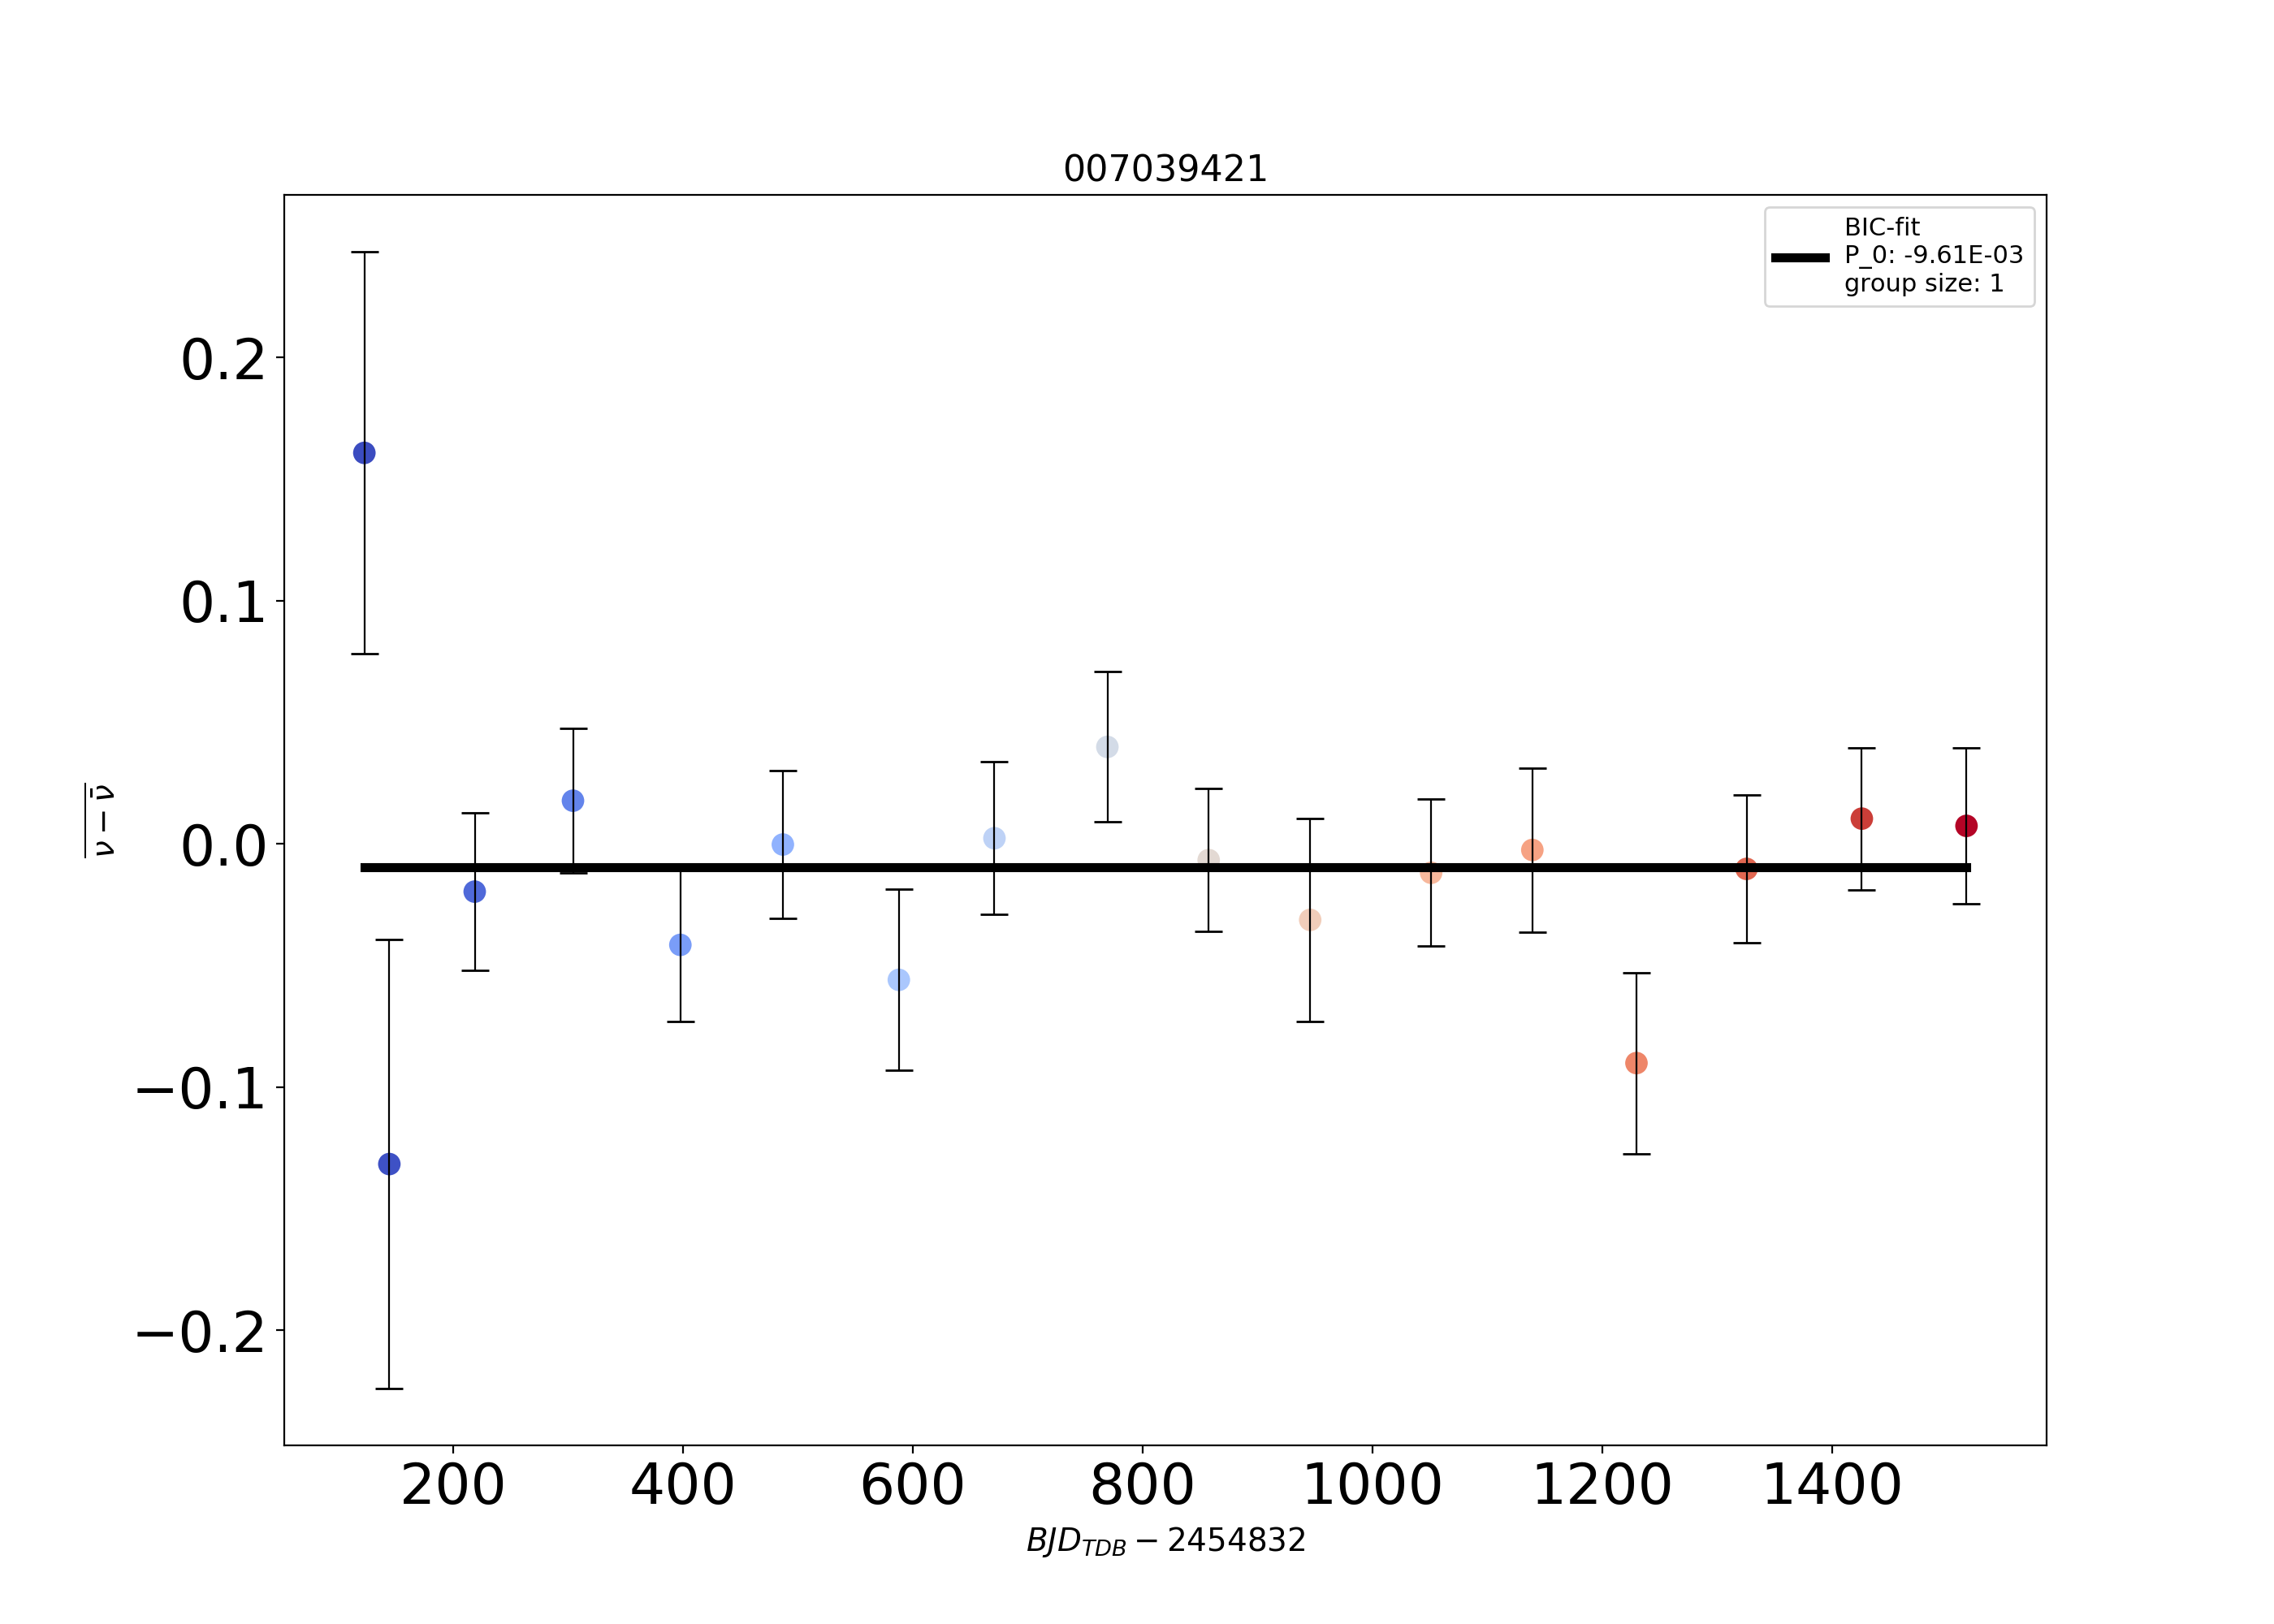 007039421
BIC-fit
P_0: -9.61E-03
group size: 1
0.2
0.1
0.0
−0.1
−0.2
ν − ν̄
200 400 600 800 1000 1200 1400
BJD_TDB − 2454832